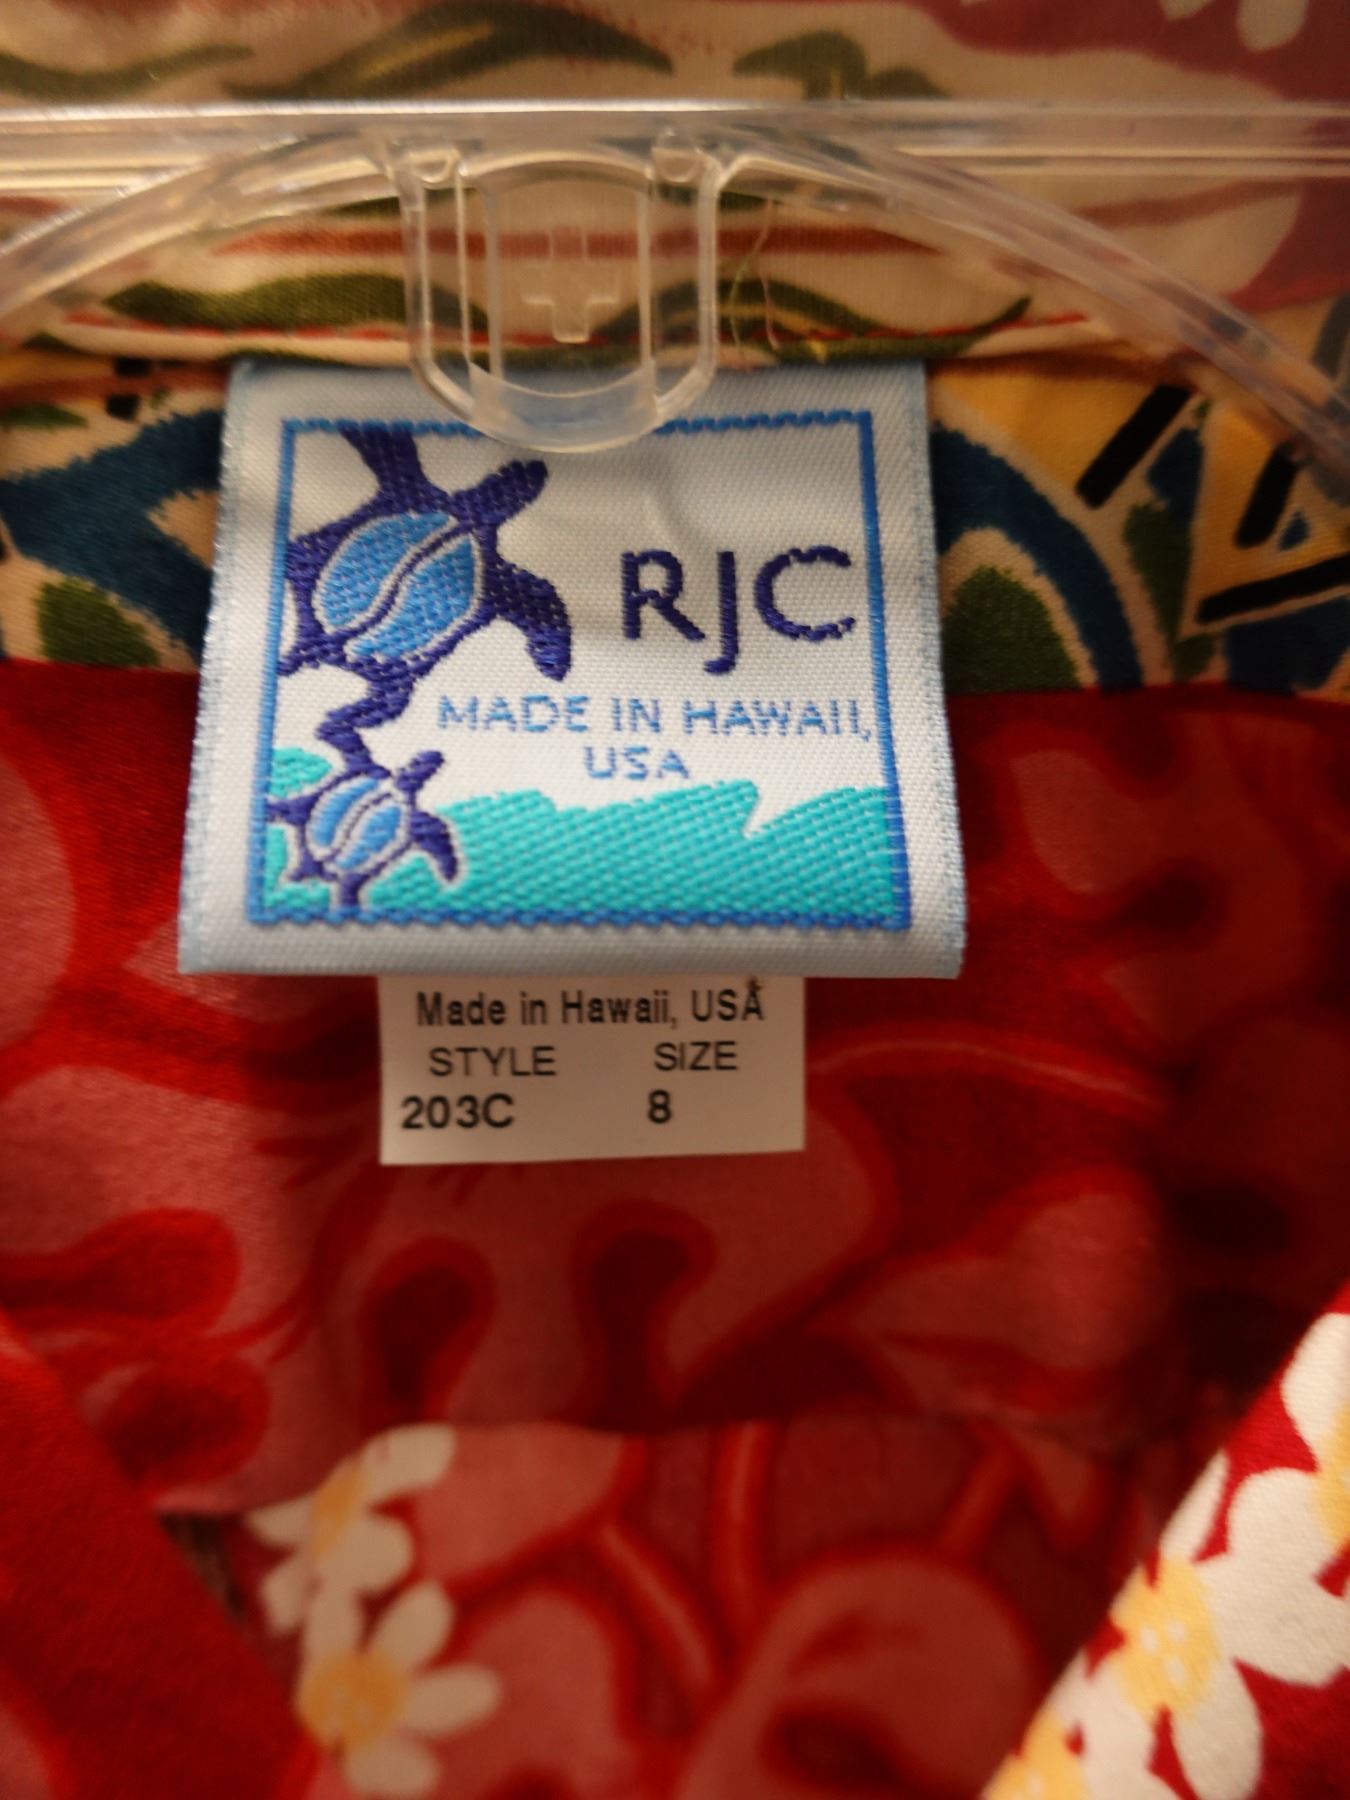 RJC
MADE IN HAWAII,
USA
Made in Hawaii, USA
STYLE SIZE
203C 8